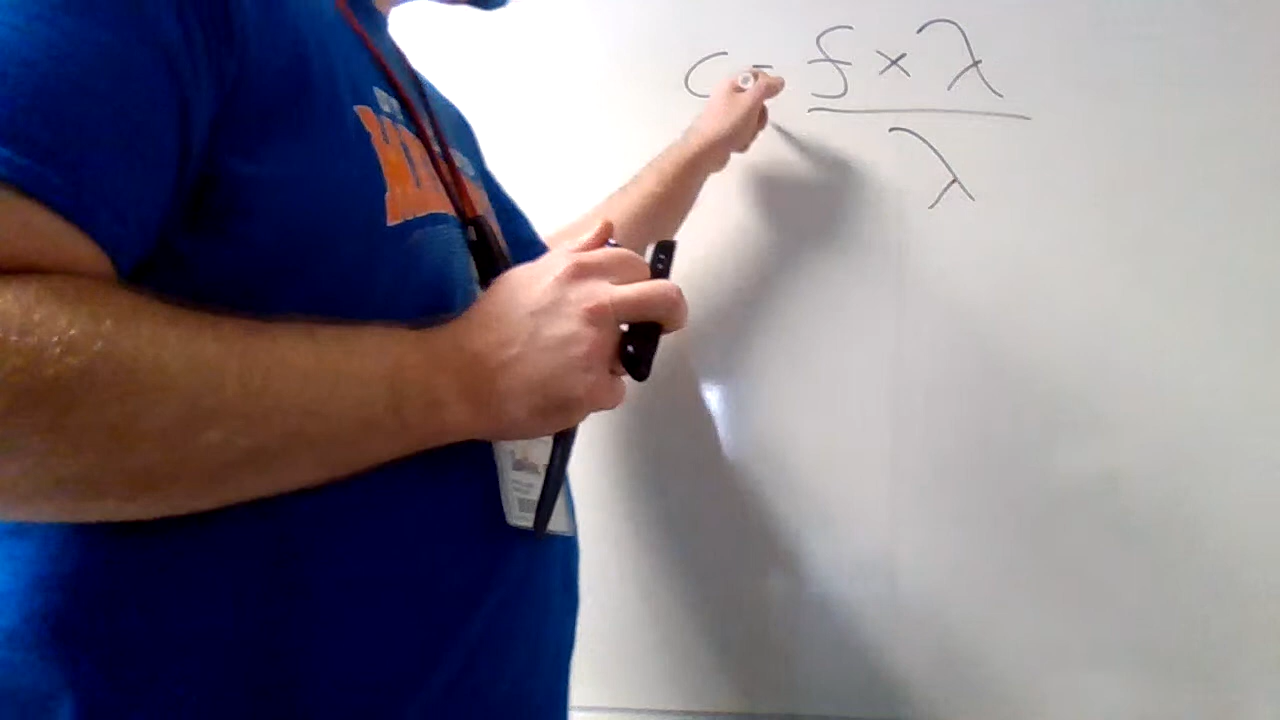 c = f × λ
λ